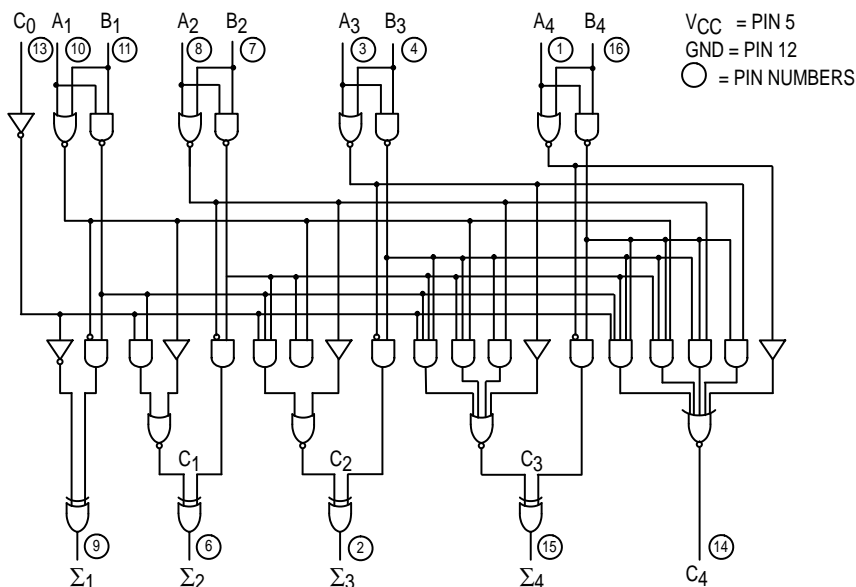 C0 A1 B1 A2 B2 A3 B3 A4 B4
13 10 11 8 7 3 4 1 16
VCC = PIN 5
GND = PIN 12
= PIN NUMBERS
C1 C2 C3
9 6 2 15 14
Σ1 Σ2 Σ3 Σ4 C4